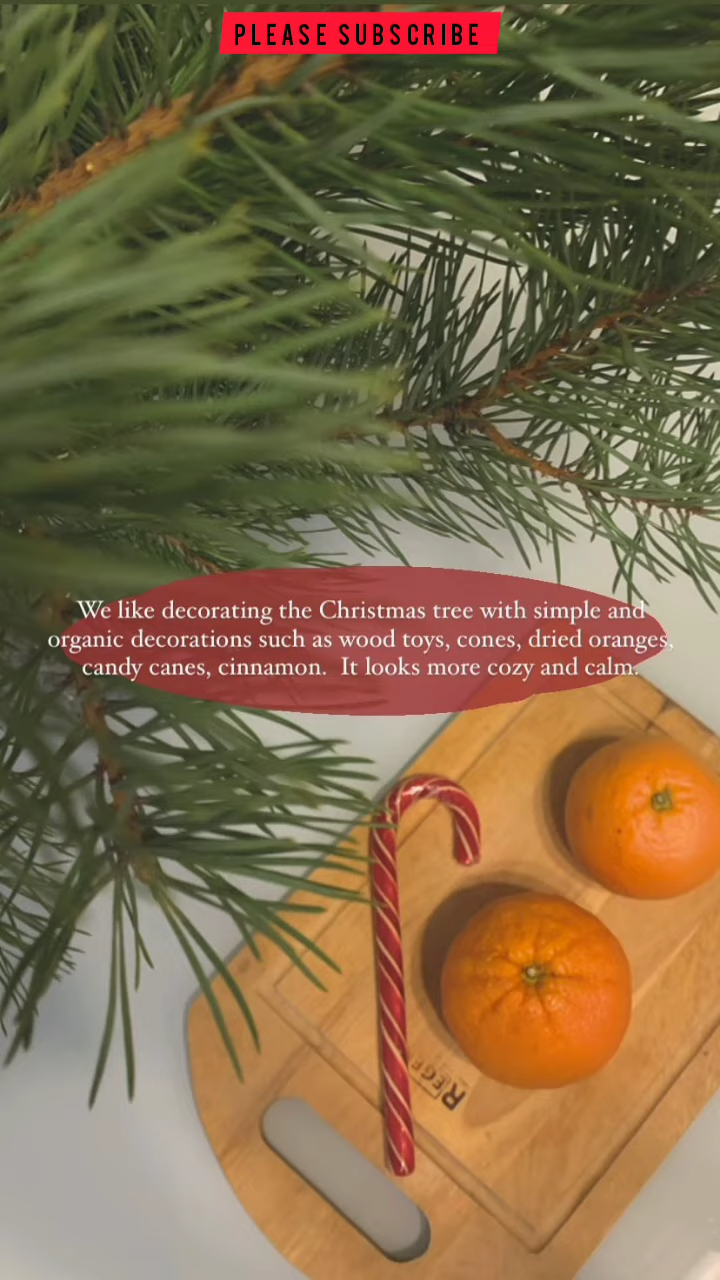 PLEASE SUBSCRIBE
We like decorating the Christmas tree with simple and
organic decorations such as wood toys, cones, dried oranges,
candy canes, cinnamon.  It looks more cozy and calm.